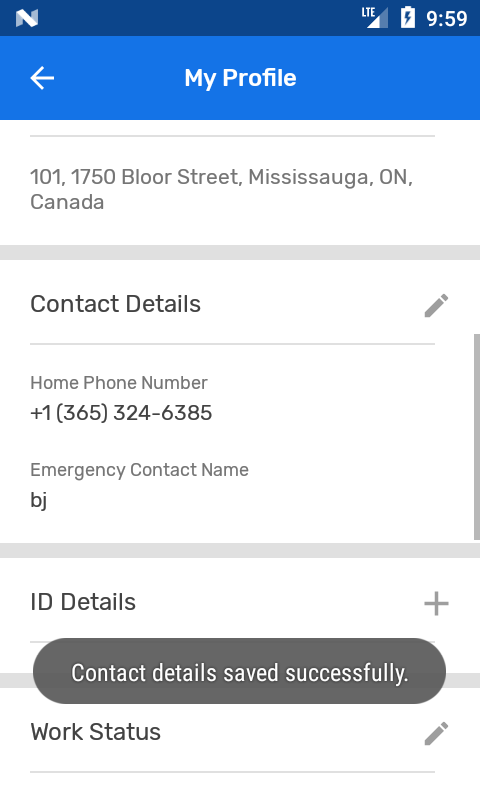 LTE 9:59
My Profile
101, 1750 Bloor Street, Mississauga, ON,
Canada
Contact Details
Home Phone Number
+1 (365) 324-6385
Emergency Contact Name
bj
ID Details
Contact details saved successfully.
Work Status